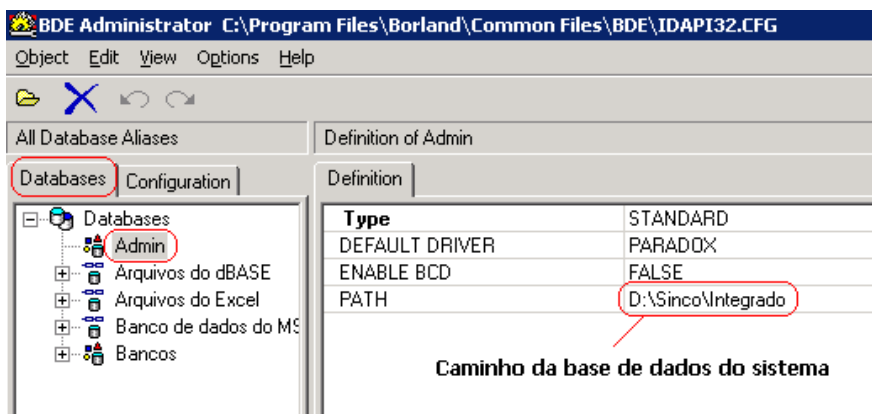 BDE Administrator C:\Program Files\Borland\Common Files\BDE\IDAPI32.CFG
Object Edit View Options Help
All Database Aliases Definition of Admin
Databases Configuration Definition
Databases Type STANDARD
Admin DEFAULT DRIVER PARADOX
Arquivos do dBASE ENABLE BCD FALSE
Arquivos do Excel PATH D:\Sinco\Integrado
Banco de dados do MS
Bancos Caminho da base de dados do sistema